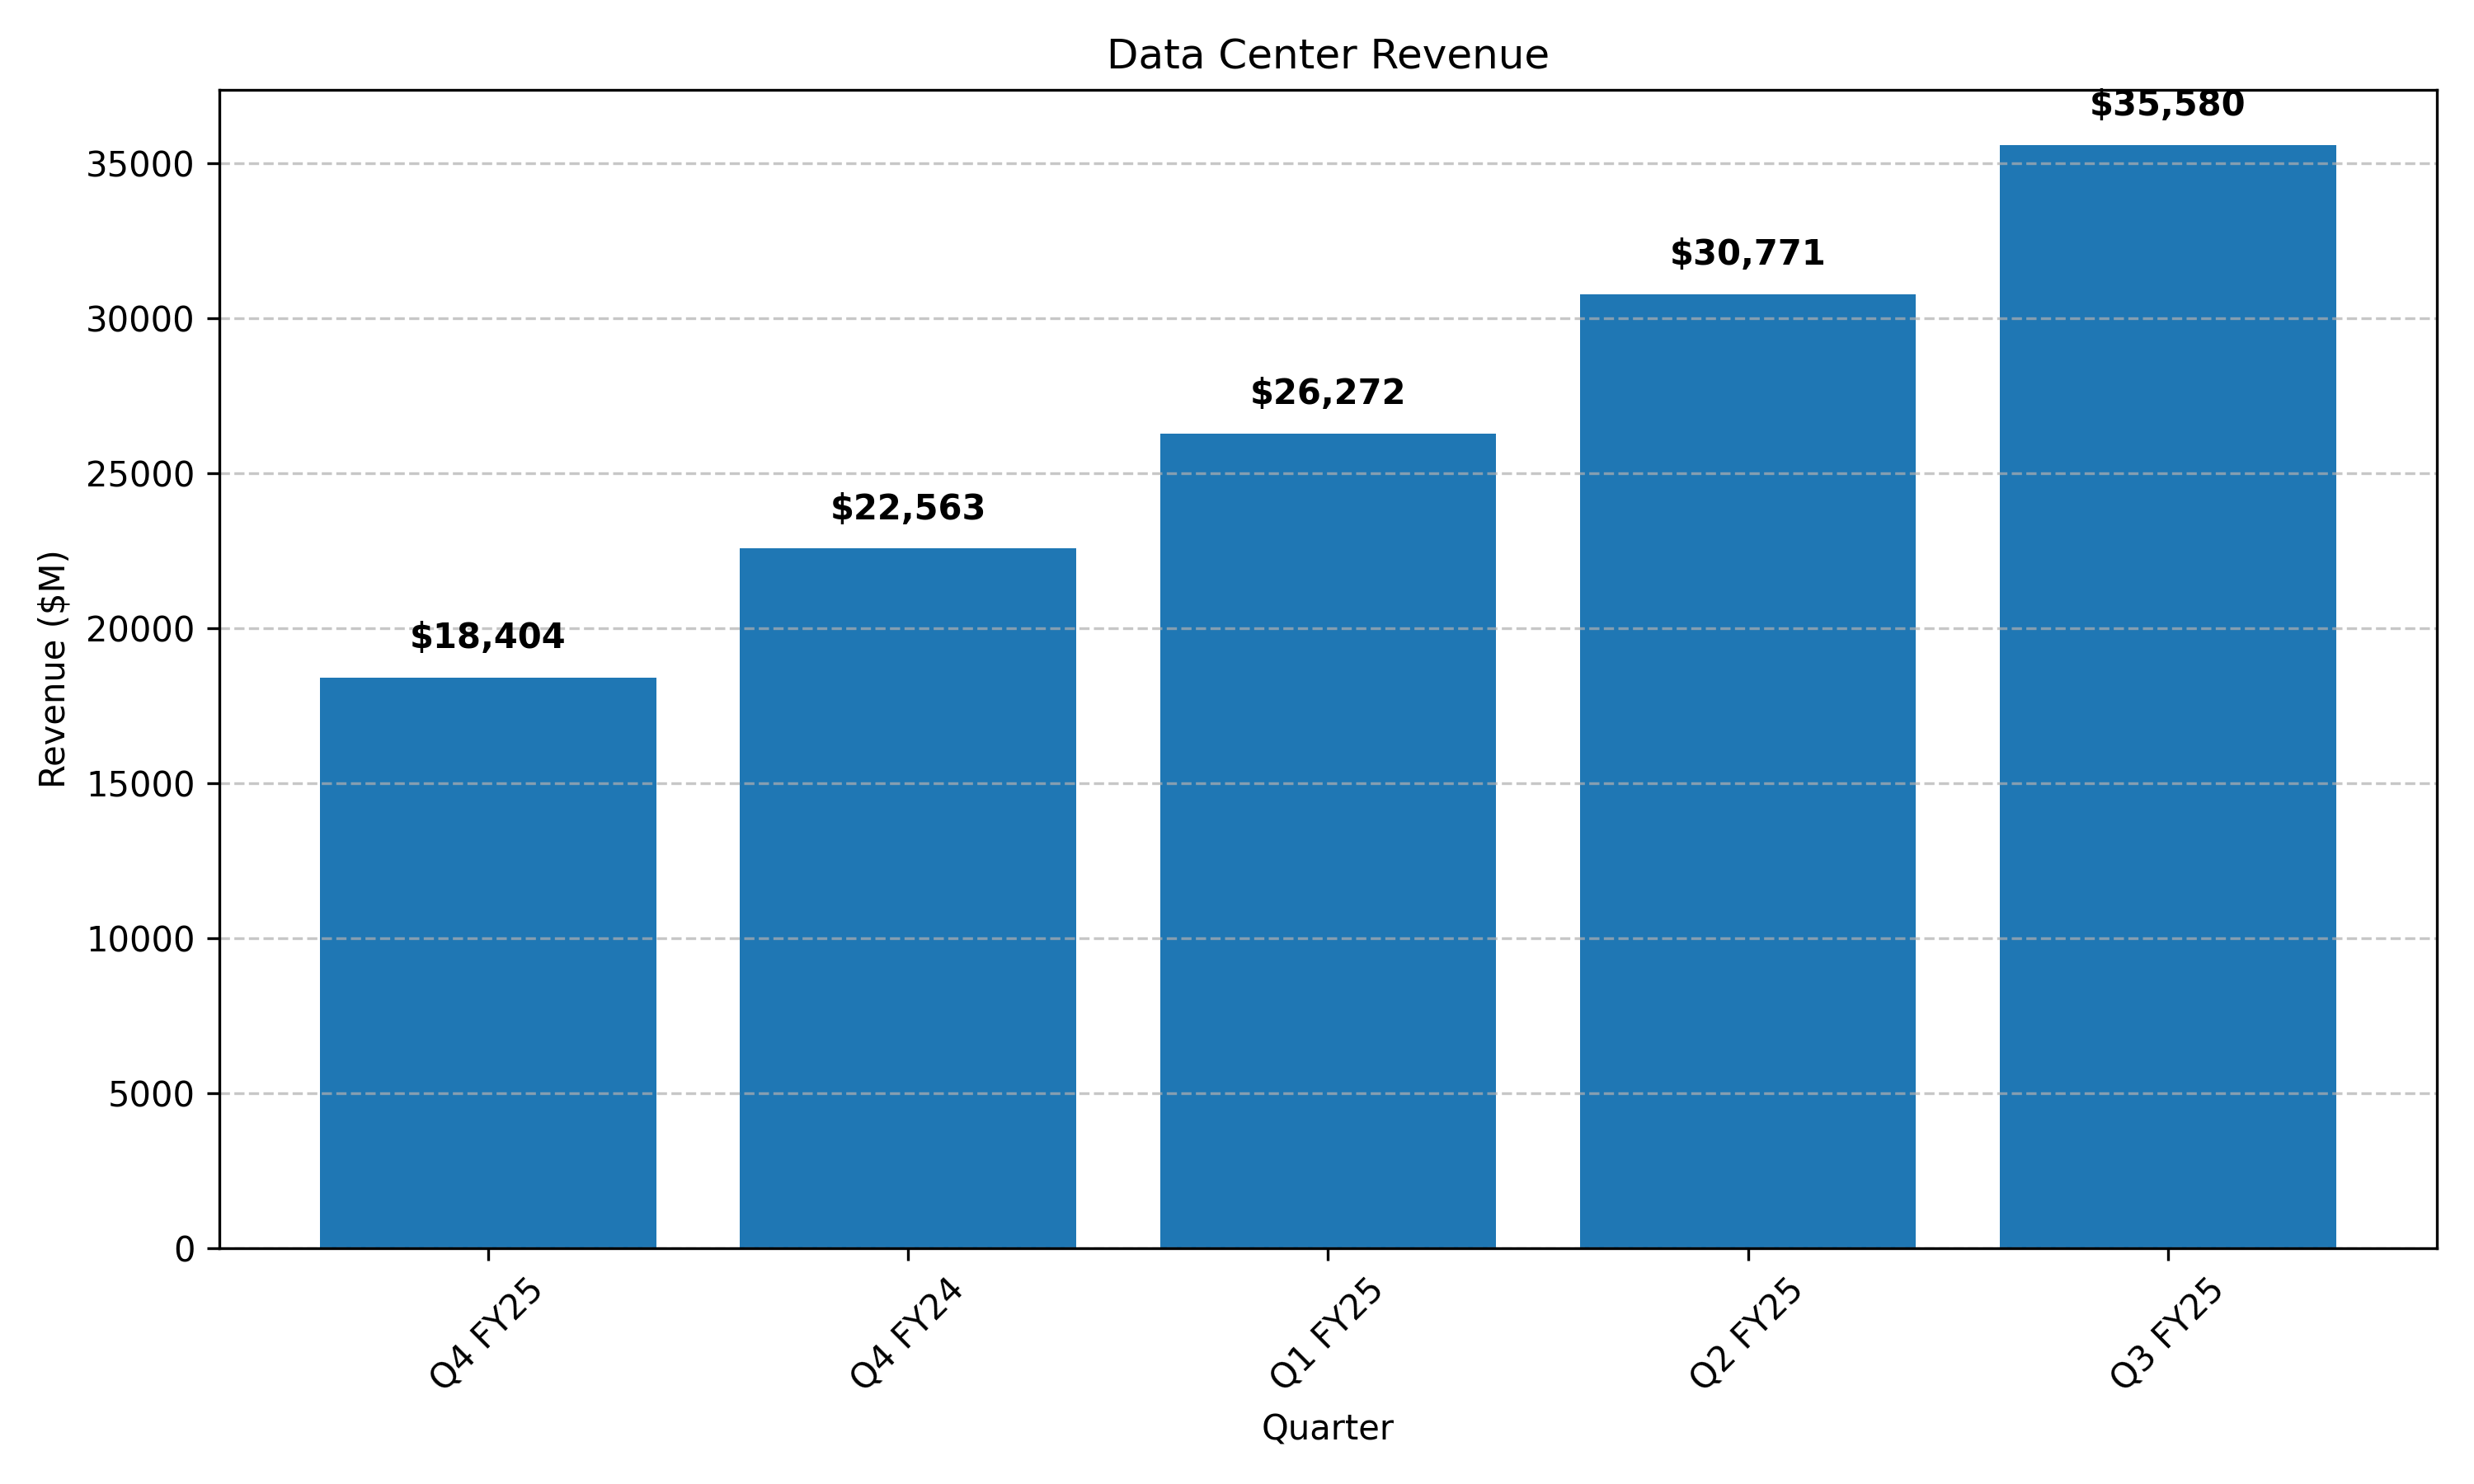 Data Center Revenue
$35,580
35000
$30,771
30000
$26,272
25000
$22,563
20000
$18,404
15000
10000
5000
0
Revenue ($M)
Q4 FY25
Q4 FY24
Q1 FY25
Q2 FY25
Q3 FY25
Quarter